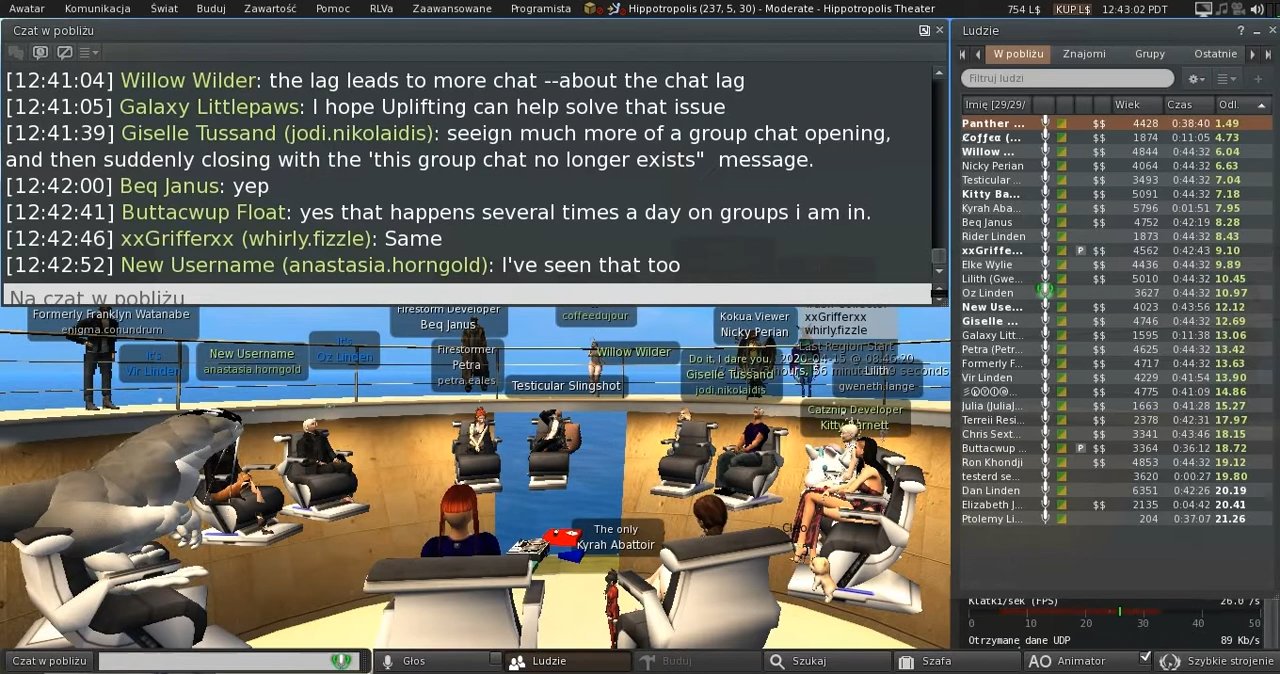 Awatar Komunikacja Świat Buduj Zawartość Pomoc RLVa Zaawansowane Programista Hippotropolis (237, 5, 30) - Moderate - Hippotropolis Theater 754 L$ KUP L$ 12:43:02 PDT
Czat w pobliżu
[12:41:04] Willow Wilder: the lag leads to more chat --about the chat lag
[12:41:05] Galaxy Littlepaws: I hope Uplifting can help solve that issue
[12:41:39] Giselle Tussand (jodi.nikolaidis): seeign much more of a group chat opening,
and then suddenly closing with the 'this group chat no longer exists" message.
[12:42:00] Beq Janus: yep
[12:42:41] Buttacwup Float: yes that happens several times a day on groups i am in.
[12:42:46] xxGrifferxx (whirly.fizzle): Same
[12:42:52] New Username (anastasia.horngold): I've seen that too
Na czat w pobliżu
Formerly Franklyn Watanabe
enigma.conundrum
It's
Vir Linden
New Username
anastasia.horngold
It's
Oz Linden
Firestorm Developer
Beq Janus
Firestormer
Petra
petra.eales
Testicular Slingshot
coffeedujour
Willow Wilder
Kokua.Viewer
Nicky Perian
xxGrifferxx
whirly.fizzle
Last Region Start
Do it, I dare you.
Giselle Tussand
jodi.nikolaidis
Lilith
gweneth.lange
Catznip Developer
Kitty Barnett
The only
Kyrah Abattoir
Ludzie
W pobliżu Znajomi Grupy Ostatnie
Filtruj ludzi
Imię [29/29/ Wiek Czas Odl.
Panther ... $$ 4428 0:38:40 1.49
Coffee (... $$ 1874 0:11:05 4.73
Willow ... $$ 4844 0:44:32 6.04
Nicky Perian $$ 4064 0:44:32 6.63
Testicular ... $$ 3493 0:44:32 7.04
Kitty Ba... $$ 5091 0:44:32 7.18
Kyrah Aba... $$ 5796 0:01:51 7.95
Beq Janus $$ 4752 0:42:19 8.28
Rider Linden 1873 0:44:32 8.43
xxGriffe... P $$ 4562 0:42:43 9.10
Elke Wylie $$ 4436 0:44:32 9.89
Lilith (Gwe... $$ 5010 0:44:32 10.45
Oz Linden 3627 0:44:32 10.97
New Use... $$ 4023 0:43:56 12.12
Giselle ... $$ 4746 0:44:32 12.69
Galaxy Litt... $$ 1595 0:11:38 13.06
Petra (Petr... $$ 4625 0:44:32 13.42
Formerly F... $$ 4717 0:44:32 13.63
Vir Linden $$ 4229 0:41:54 13.90
$$ 4775 0:41:09 14.86
Julia (JuliaJ... $$ 1663 0:41:28 15.27
Terreii Resi... $$ 2378 0:42:31 17.97
Chris Sext... $$ 3341 0:43:46 18.15
Buttacwup ... P $$ 3364 0:36:12 18.72
Ron Khondji $$ 4853 0:44:32 19.12
testerd se... 3620 0:00:27 19.80
Dan Linden 6351 0:42:26 20.19
Elizabeth J... $$ 2135 0:04:42 20.41
Ptolemy Li... 204 0:37:07 21.26
Klatki/sek (FPS) 26.0 /s
0 10 20 30 40 50
Otrzymane dane UDP 89 Kb/s
Czat w pobliżu Głos Ludzie Buduj Szukaj Szafa AO Animator Szybkie strojenie